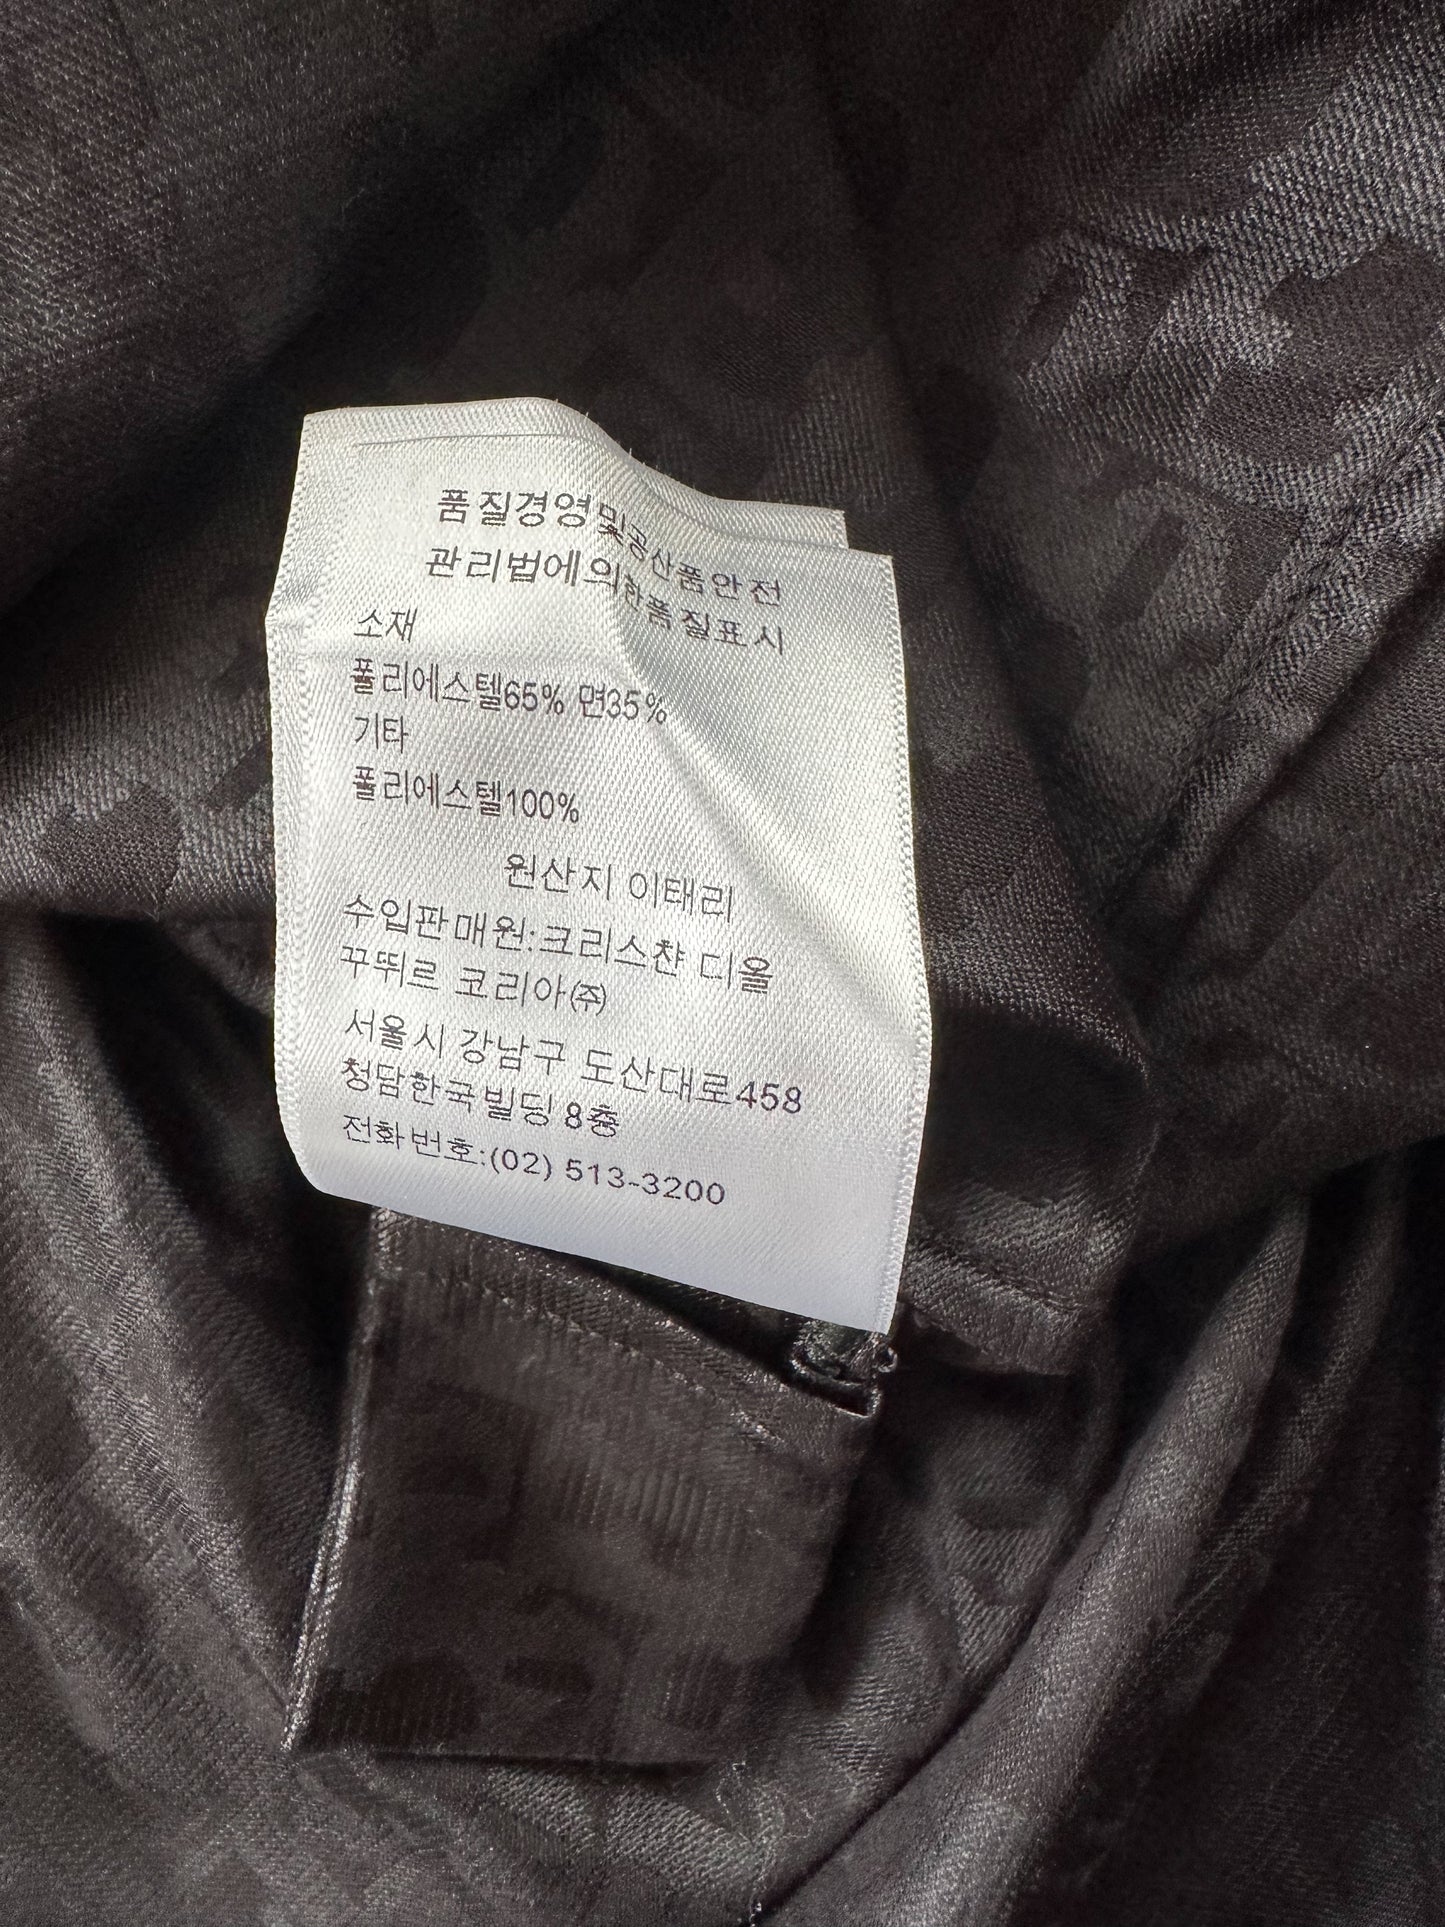 품질경영및공산품안전
관리법에의한품질표시
소재
폴리에스텔65% 면35%
기타
폴리에스텔100%
원산지 이태리
수입판매원:크리스챤 디올
꾸뛰르 코리아㈜
서울시 강남구 도산대로458
청담한국빌딩 8층
전화번호:(02) 513-3200